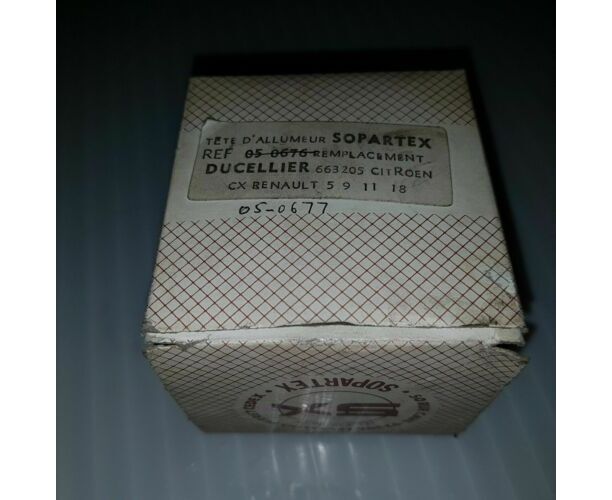 TETE D'ALLUMEUR SOPARTEX
REF 05 0676 REMPLACEMENT
DUCELLIER 663205 CITROEN
CX RENAULT 5 9 11 18
05-0677
SOPARTEX